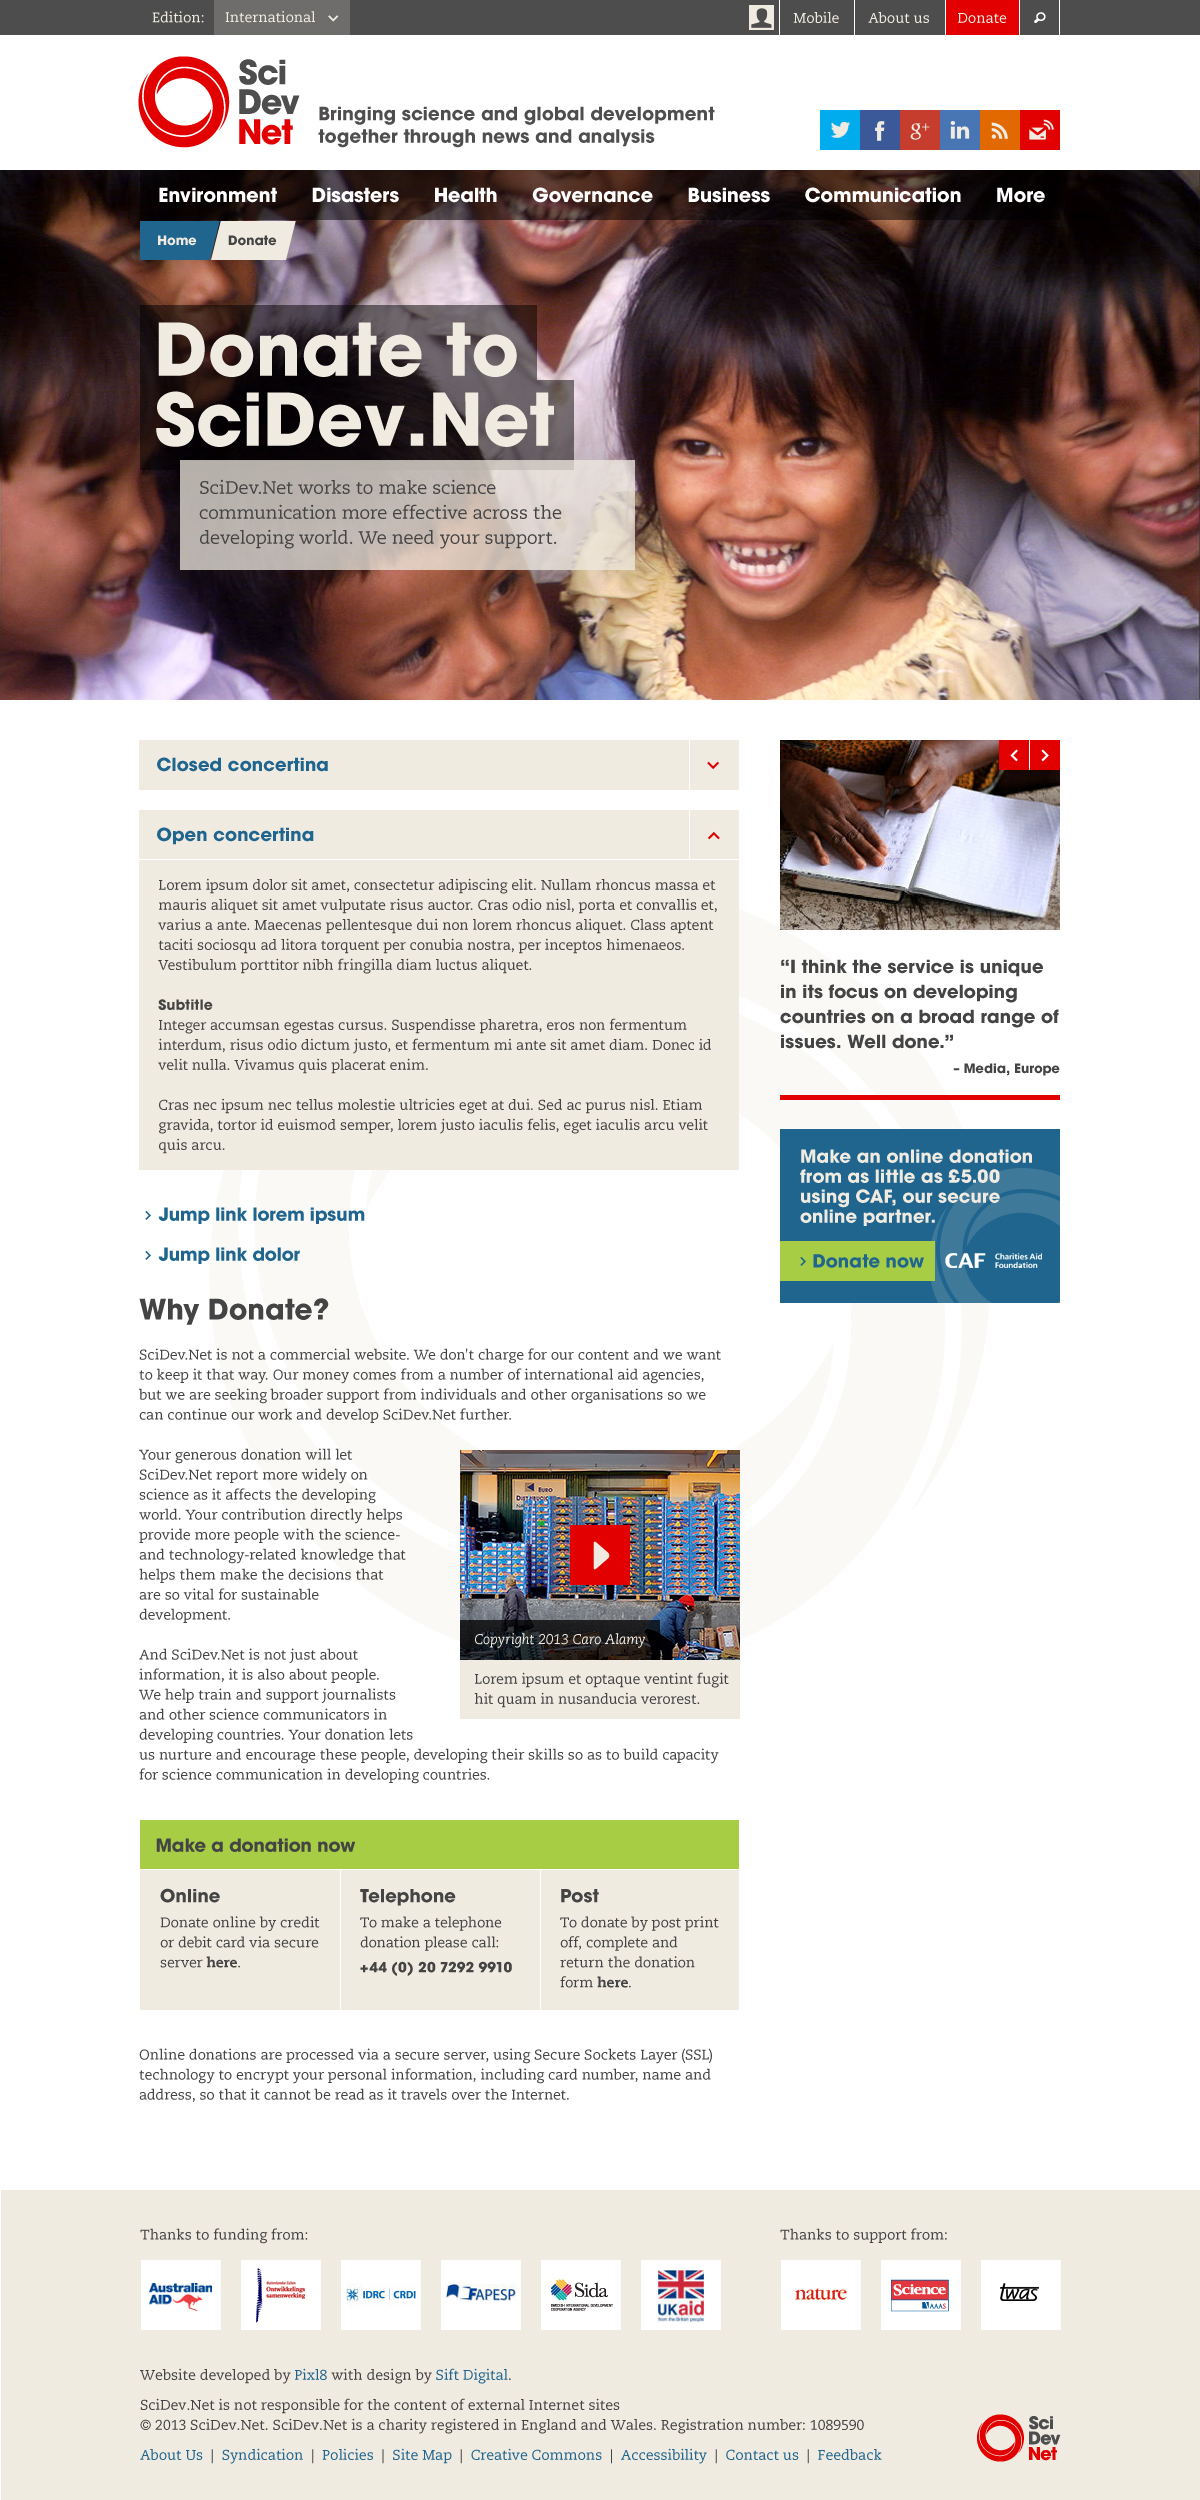 Edition: International
Mobile
About us
Donate
Sci
Dev
Net
Bringing science and global development
together through news and analysis
Environment Disasters Health Governance Business Communication More
Home Donate
Donate to
SciDev.Net
SciDev.Net works to make science
communication more effective across the
developing world. We need your support.
Closed concertina
Open concertina
Lorem ipsum dolor sit amet, consectetur adipiscing elit. Nullam rhoncus massa et
mauris aliquet sit amet vulputate risus auctor. Cras odio nisl, porta et convallis et,
varius a ante. Maecenas pellentesque dui non lorem rhoncus aliquet. Class aptent
taciti sociosqu ad litora torquent per conubia nostra, per inceptos himenaeos.
Vestibulum porttitor nibh fringilla diam luctus aliquet.
Subtitle
Integer accumsan egestas cursus. Suspendisse pharetra, eros non fermentum
interdum, risus odio dictum justo, et fermentum mi ante sit amet diam. Donec id
velit nulla. Vivamus quis placerat enim.
Cras nec ipsum nec tellus molestie ultricies eget at dui. Sed ac purus nisl. Etiam
gravida, tortor id euismod semper, lorem justo iaculis felis, eget iaculis arcu velit
quis arcu.
Jump link lorem ipsum
Jump link dolor
Why Donate?
SciDev.Net is not a commercial website. We don't charge for our content and we want
to keep it that way. Our money comes from a number of international aid agencies,
but we are seeking broader support from individuals and other organisations so we
can continue our work and develop SciDev.Net further.
Your generous donation will let
SciDev.Net report more widely on
science as it affects the developing
world. Your contribution directly helps
provide more people with the science-
and technology-related knowledge that
helps them make the decisions that
are so vital for sustainable
development.
And SciDev.Net is not just about
information, it is also about people.
We help train and support journalists
and other science communicators in
developing countries. Your donation lets
us nurture and encourage these people, developing their skills so as to build capacity
for science communication in developing countries.
Euro
Copyright 2013 Caro Alamy
Lorem ipsum et optaque ventint fugit
hit quam in nusanducia verorest.
Make a donation now
Online
Donate online by credit
or debit card via secure
server here.
Telephone
To make a telephone
donation please call:
+44 (0) 20 7292 9910
Post
To donate by post print
off, complete and
return the donation
form here.
Online donations are processed via a secure server, using Secure Sockets Layer (SSL)
technology to encrypt your personal information, including card number, name and
address, so that it cannot be read as it travels over the Internet.
“I think the service is unique
in its focus on developing
countries on a broad range of
issues. Well done.”
– Media, Europe
Make an online donation
from as little as £5.00
using CAF, our secure
online partner.
Donate now
CAF Charities Aid
Foundation
Thanks to funding from:
Australian
AID
Ontwikkelings
samenwerking
IDRC | CRDI
FAPESP
Sida
SWEDISH INTERNATIONAL DEVELOPMENT
COOPERATION AGENCY
UKaid
from the British people
Thanks to support from:
nature
Science
AAAS
twas
Website developed by Pixl8 with design by Sift Digital.
SciDev.Net is not responsible for the content of external Internet sites
© 2013 SciDev.Net. SciDev.Net is a charity registered in England and Wales. Registration number: 1089590
About Us | Syndication | Policies | Site Map | Creative Commons | Accessibility | Contact us | Feedback
Sci
Dev
Net